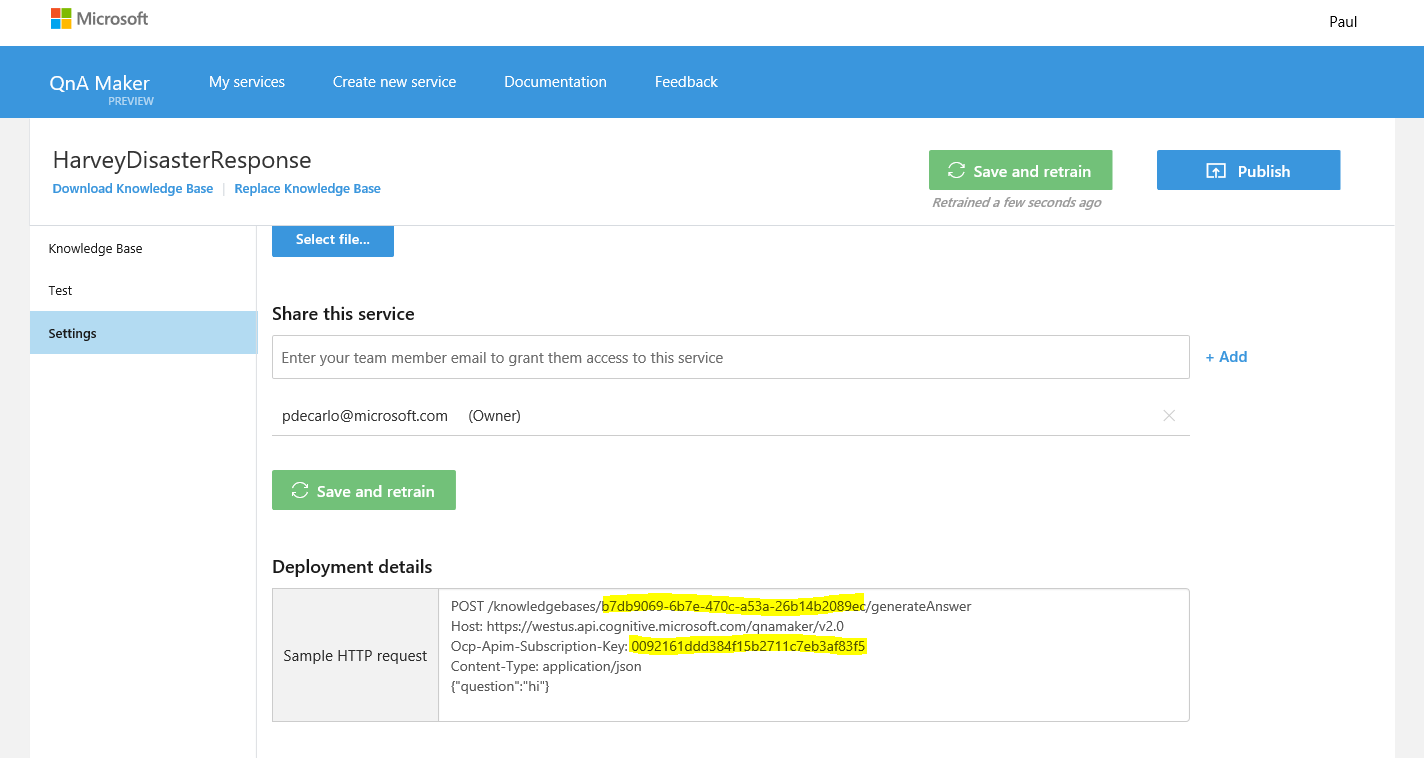 Microsoft
Paul
QnA Maker
PREVIEW
My services
Create new service
Documentation
Feedback
HarveyDisasterResponse
Download Knowledge Base | Replace Knowledge Base
Save and retrain
Publish
Retrained a few seconds ago
Knowledge Base
Test
Settings
Select file...
Share this service
Enter your team member email to grant them access to this service
+ Add
pdecarlo@microsoft.com (Owner)
Save and retrain
Deployment details
Sample HTTP request
POST /knowledgebases/b7db9069-6b7e-470c-a53a-26b14b2089ec/generateAnswer
Host: https://westus.api.cognitive.microsoft.com/qnamaker/v2.0
Ocp-Apim-Subscription-Key: 0092161ddd384f15b2711c7eb3af83f5
Content-Type: application/json
{"question":"hi"}